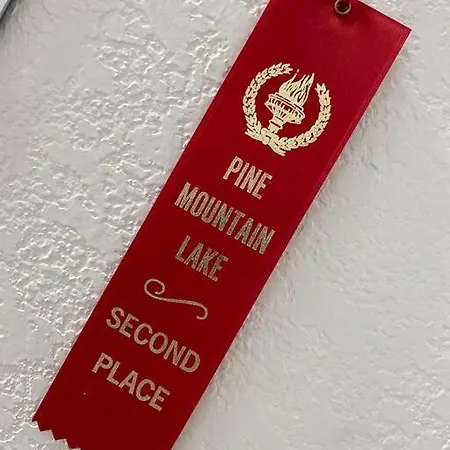 PINE
MOUNTAIN
LAKE
SECOND
PLACE